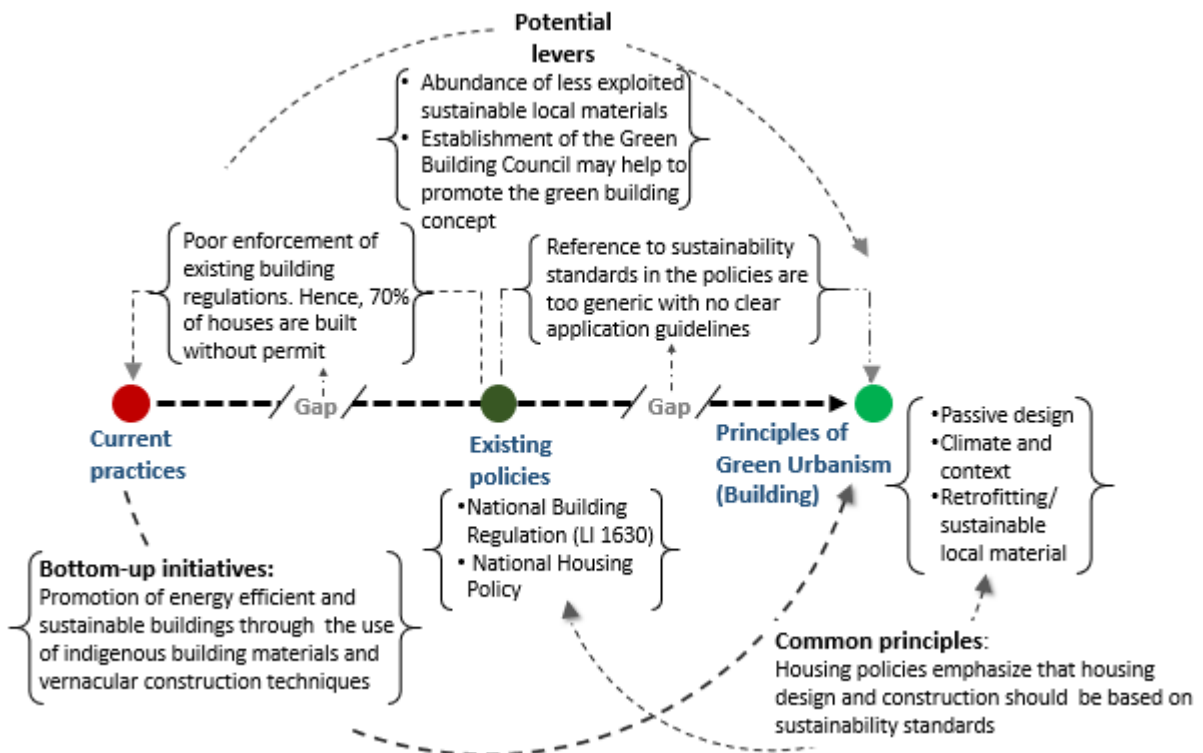 Potential
levers
• Abundance of less exploited
sustainable local materials
• Establishment of the Green
Building Council may help to
promote the green building
concept
Poor enforcement of
existing building
regulations. Hence, 70%
of houses are built
without permit
Reference to sustainability
standards in the policies are
too generic with no clear
application guidelines
Gap
Gap
Current
practices
Existing
policies
Principles of
Green Urbanism
(Building)
•Passive design
•Climate and
context
•Retrofitting/
sustainable
local material
•National Building
Regulation (LI 1630)
• National Housing
Policy
Bottom-up initiatives:
Promotion of energy efficient and
sustainable buildings through the use
of indigenous building materials and
vernacular construction techniques
Common principles:
Housing policies emphasize that housing
design and construction should be based on
sustainability standards